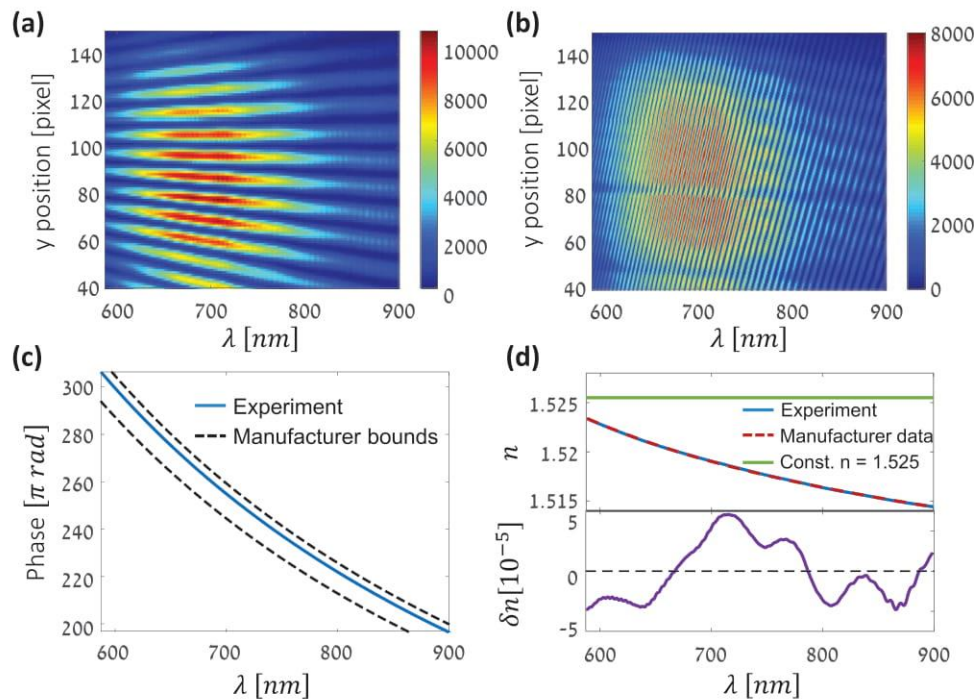 (a)
y position [pixel]
140
120
100
80
60
40
600
700
800
900
λ [nm]
10000
8000
6000
4000
2000
0
(b)
y position [pixel]
140
120
100
80
60
40
600
700
800
900
λ [nm]
8000
6000
4000
2000
0
(c)
Phase [π rad]
300
280
260
240
220
200
600
700
800
900
λ [nm]
Experiment
Manufacturer bounds
(d)
n
1.525
1.52
1.515
Experiment
Manufacturer data
Const. n = 1.525
δn[10⁻⁵]
5
0
-5
600
700
800
900
λ [nm]